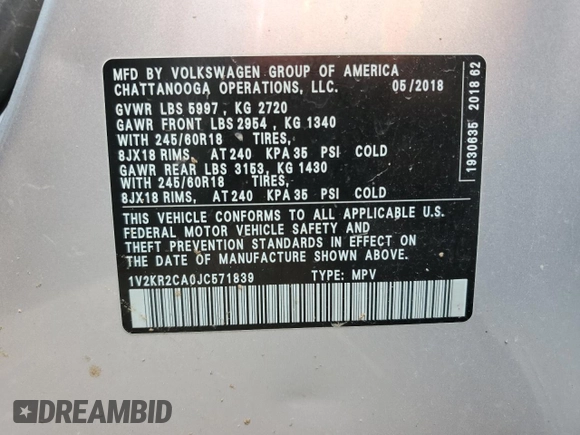 MFD BY VOLKSWAGEN GROUP OF AMERICA
CHATTANOOGA OPERATIONS, LLC. 05/2018
GVWR LBS 5997 , KG 2720
GAWR FRONT LBS 2954 , KG 1340
WITH 245/60R18 TIRES,
8JX18 RIMS, AT 240 KPA 35 PSI COLD
GAWR REAR LBS 3153, KG 1430
WITH 245/60R18 TIRES,
8JX18 RIMS, AT 240 KPA 35 PSI COLD
THIS VEHICLE CONFORMS TO ALL APPLICABLE U.S.
FEDERAL MOTOR VEHICLE SAFETY AND
THEFT PREVENTION STANDARDS IN EFFECT ON
THE DATE OF MANUFACTURE SHOWN ABOVE.
1V2KR2CA0JC571839 TYPE: MPV
1930635 2018 62
DREAMBID